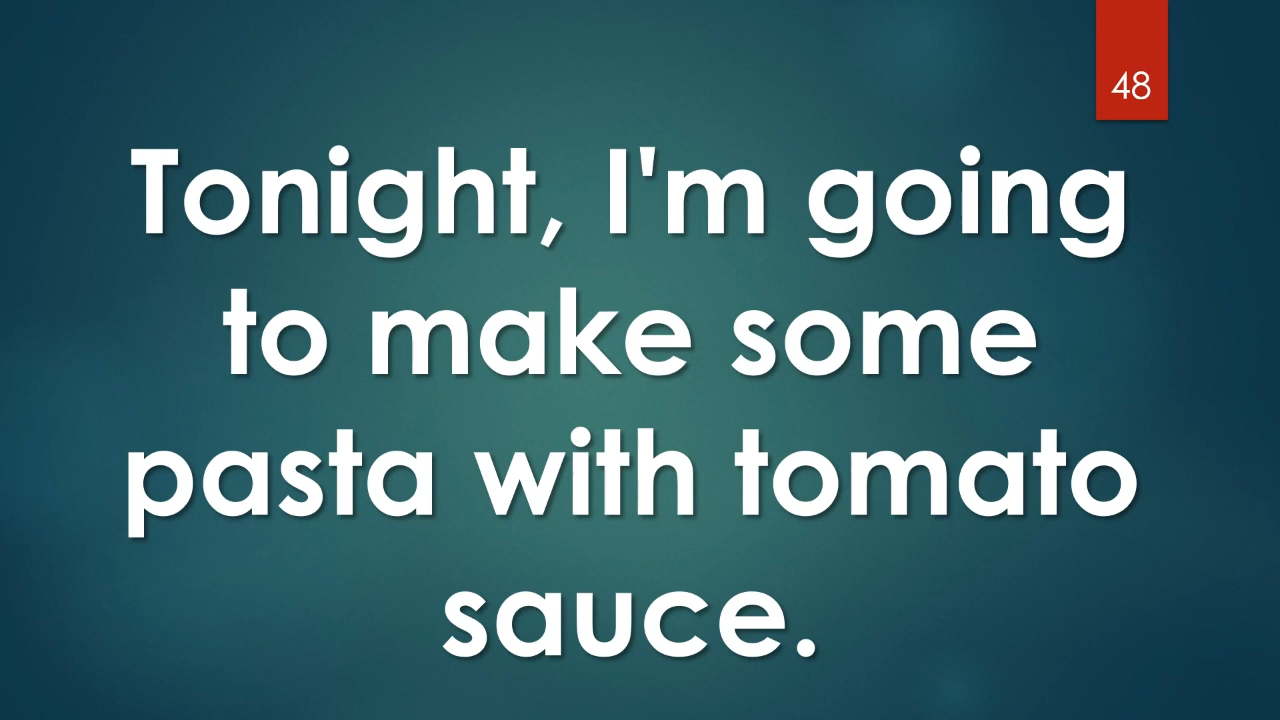 48
Tonight, I'm going
to make some
pasta with tomato
sauce.